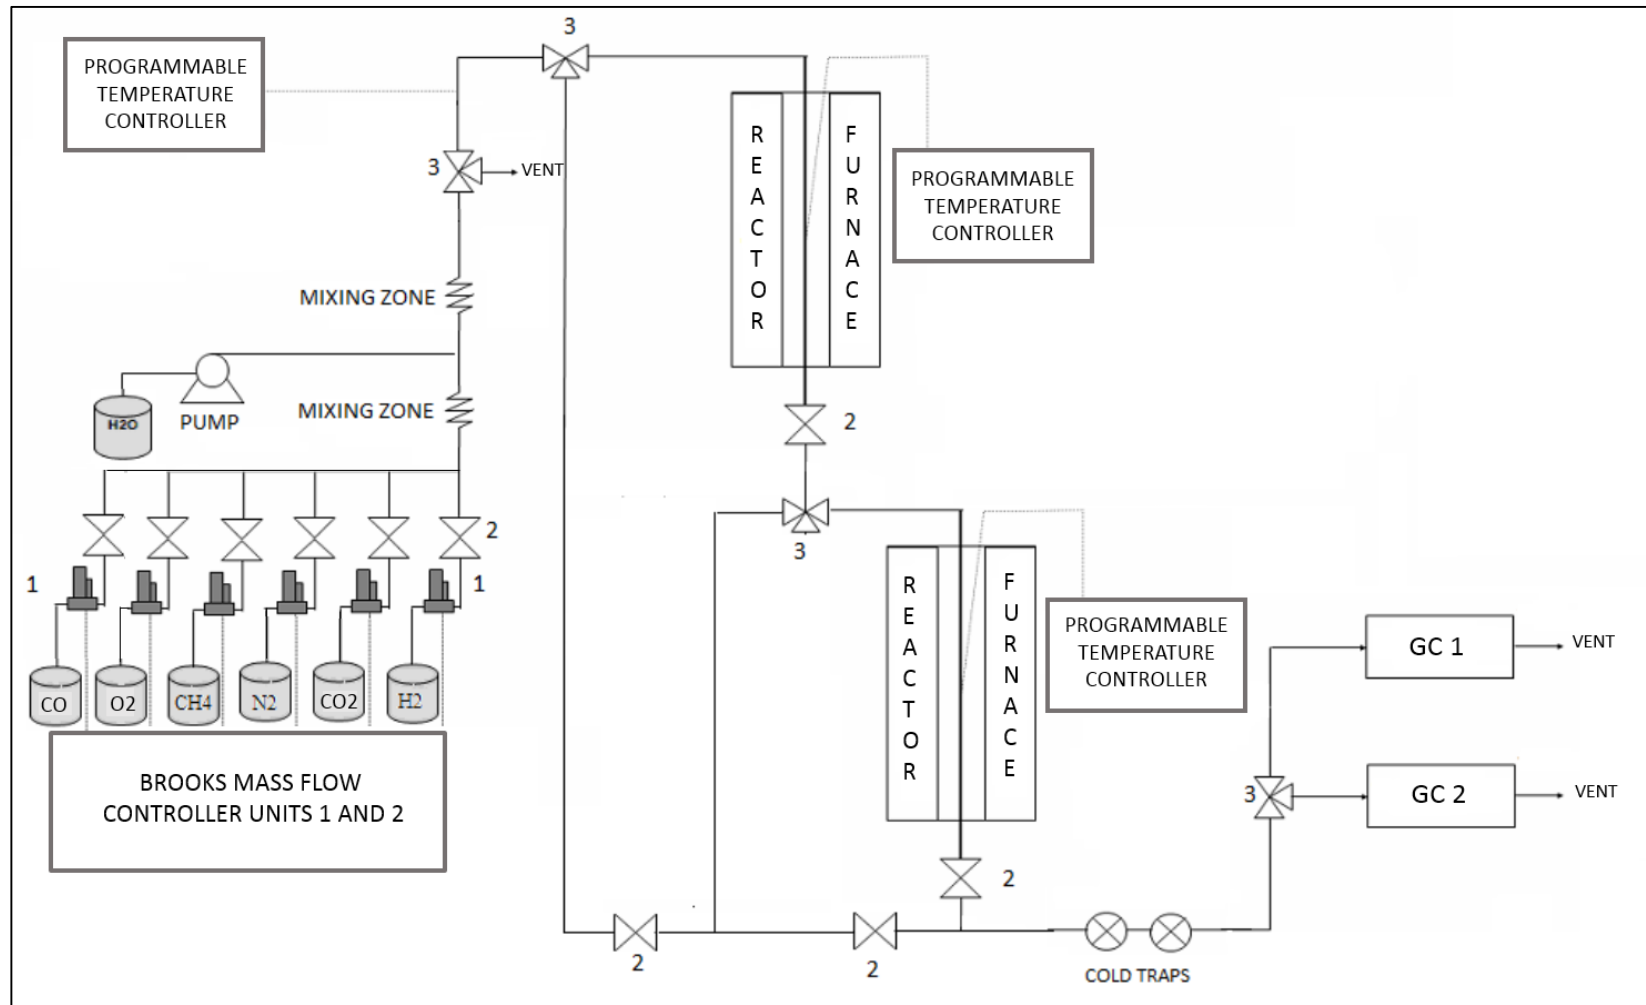 3
PROGRAMMABLE
TEMPERATURE
CONTROLLER
3
VENT
REACTOR
FURNACE
PROGRAMMABLE
TEMPERATURE
CONTROLLER
MIXING ZONE
H2O
PUMP
MIXING ZONE
2
2
3
1
1
REACTOR
FURNACE
PROGRAMMABLE
TEMPERATURE
CONTROLLER
CO
O2
CH4
N2
CO2
H2
BROOKS MASS FLOW
CONTROLLER UNITS 1 AND 2
GC 1
VENT
3
GC 2
VENT
2
2
2
COLD TRAPS